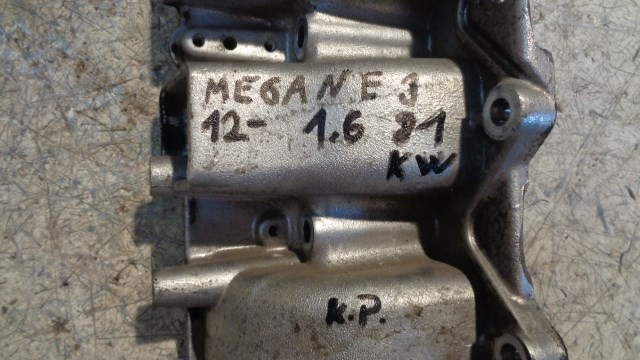 MEGANE 3
12- 1.6 81
KW
K.P.